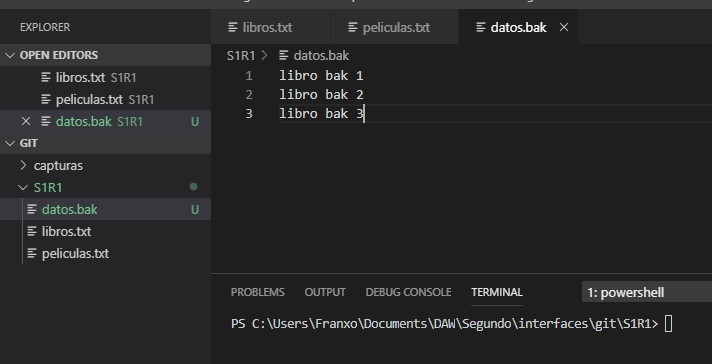 EXPLORER
OPEN EDITORS
libros.txt S1R1
peliculas.txt S1R1
datos.bak S1R1 U
GIT
capturas
S1R1
datos.bak U
libros.txt
peliculas.txt
libros.txt peliculas.txt datos.bak
S1R1 > datos.bak
1 libro bak 1
2 libro bak 2
3 libro bak 3
PROBLEMS OUTPUT DEBUG CONSOLE TERMINAL 1: powershell
PS C:\Users\Franxo\Documents\DAW\Segundo\interfaces\git\S1R1>